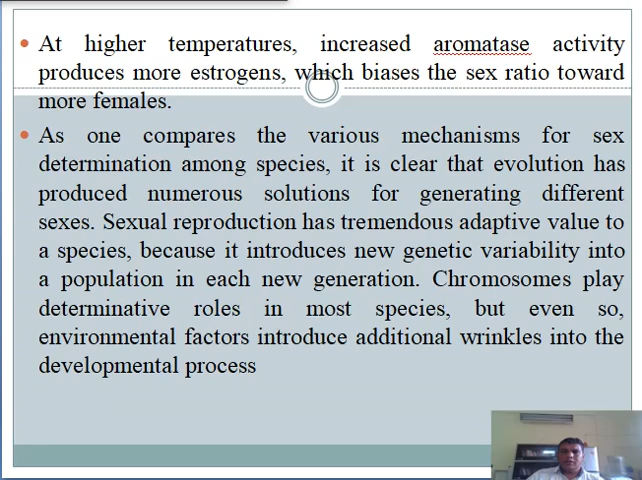 At higher temperatures, increased aromatase activity
produces more estrogens, which biases the sex ratio toward
more females.
As one compares the various mechanisms for sex
determination among species, it is clear that evolution has
produced numerous solutions for generating different
sexes. Sexual reproduction has tremendous adaptive value to
a species, because it introduces new genetic variability into
a population in each new generation. Chromosomes play
determinative roles in most species, but even so,
environmental factors introduce additional wrinkles into the
developmental process